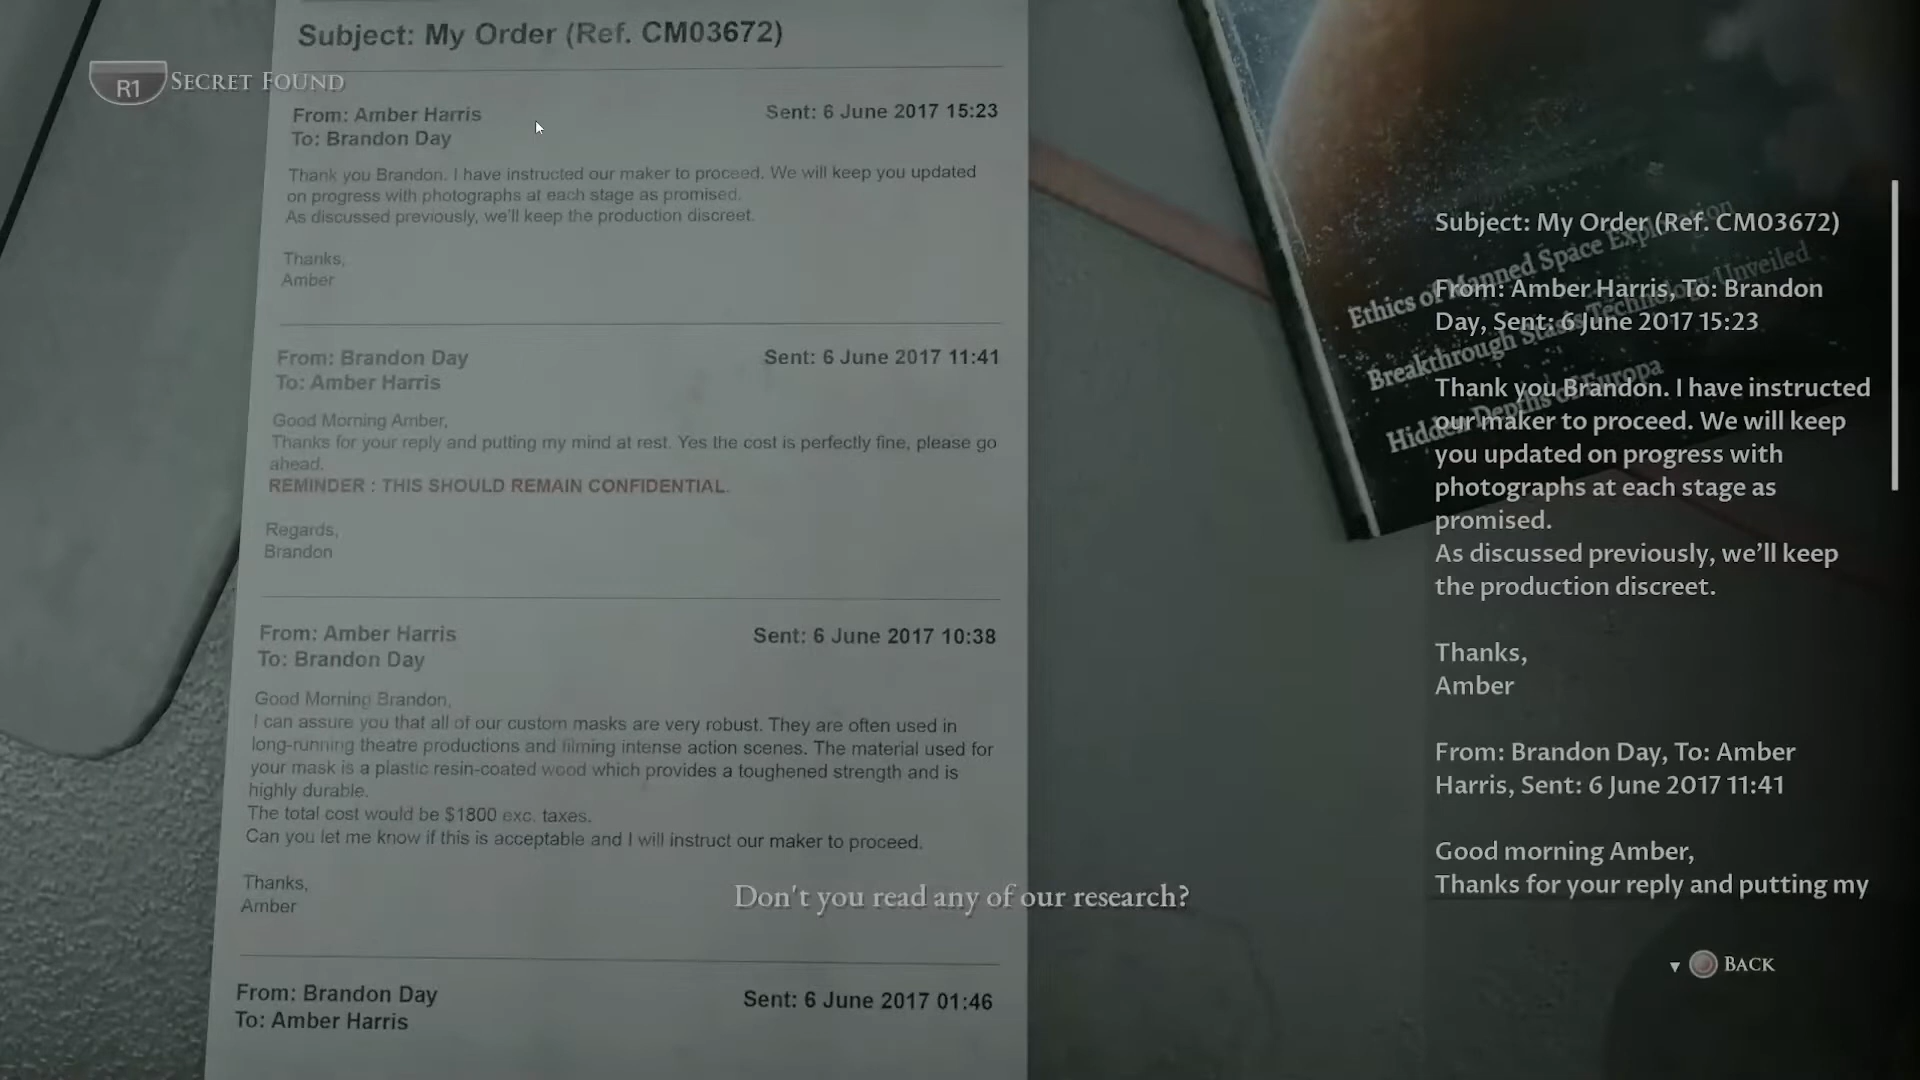 Subject: My Order (Ref. CM03672)
R1 SECRET FOUND
From: Amber Harris
Sent: 6 June 2017 15:23
To: Brandon Day
Thank you Brandon. I have instructed our maker to proceed. We will keep you updated
on progress with photographs at each stage as promised.
As discussed previously, we'll keep the production discreet.
Thanks,
Amber
From: Brandon Day
Sent: 6 June 2017 11:41
To: Amber Harris
Good Morning Amber,
Thanks for your reply and putting my mind at rest. Yes the cost is perfectly fine, please go
ahead.
REMINDER : THIS SHOULD REMAIN CONFIDENTIAL.
Regards,
Brandon
From: Amber Harris
Sent: 6 June 2017 10:38
To: Brandon Day
Good Morning Brandon,
I can assure you that all of our custom masks are very robust. They are often used in
long-running theatre productions and filming intense action scenes. The material used for
your mask is a plastic resin-coated wood which provides a toughened strength and is
highly durable.
The total cost would be $1800 exc. taxes.
Can you let me know if this is acceptable and I will instruct our maker to proceed.
Thanks,
Amber
From: Brandon Day
Sent: 6 June 2017 01:46
To: Amber Harris
Don't you read any of our research?
Ethics of Manned Space Exploration
Breakthrough Stasis Technology Unveiled
Hidden Depths of Europa
Subject: My Order (Ref. CM03672)
From: Amber Harris, To: Brandon
Day, Sent: 6 June 2017 15:23
Thank you Brandon. I have instructed
our maker to proceed. We will keep
you updated on progress with
photographs at each stage as
promised.
As discussed previously, we'll keep
the production discreet.
Thanks,
Amber
From: Brandon Day, To: Amber
Harris, Sent: 6 June 2017 11:41
Good morning Amber,
Thanks for your reply and putting my
BACK